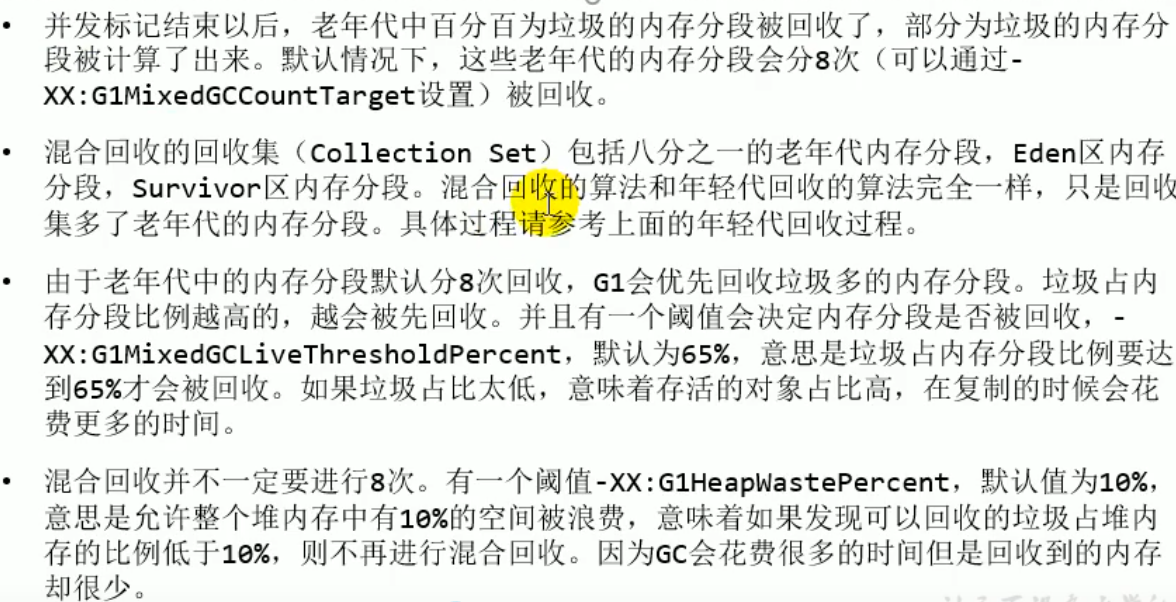 • 并发标记结束以后，老年代中百分百为垃圾的内存分段被回收了，部分为垃圾的内存分
段被计算了出来。默认情况下，这些老年代的内存分段会分8次（可以通过-
XX:G1MixedGCCountTarget设置）被回收。
• 混合回收的回收集（Collection Set）包括八分之一的老年代内存分段，Eden区内存
分段，Survivor区内存分段。混合回收的算法和年轻代回收的算法完全一样，只是回收
集多了老年代的内存分段。具体过程请参考上面的年轻代回收过程。
• 由于老年代中的内存分段默认分8次回收，G1会优先回收垃圾多的内存分段。垃圾占内
存分段比例越高的，越会被先回收。并且有一个阈值会决定内存分段是否被回收，-
XX:G1MixedGCLiveThresholdPercent，默认为65%，意思是垃圾占内存分段比例要达
到65%才会被回收。如果垃圾占比太低，意味着存活的对象占比高，在复制的时候会花
费更多的时间。
• 混合回收并不一定要进行8次。有一个阈值-XX:G1HeapWastePercent，默认值为10%，
意思是允许整个堆内存中有10%的空间被浪费，意味着如果发现可以回收的垃圾占堆内
存的比例低于10%，则不再进行混合回收。因为GC会花费很多的时间但是回收到的内存
却很少。